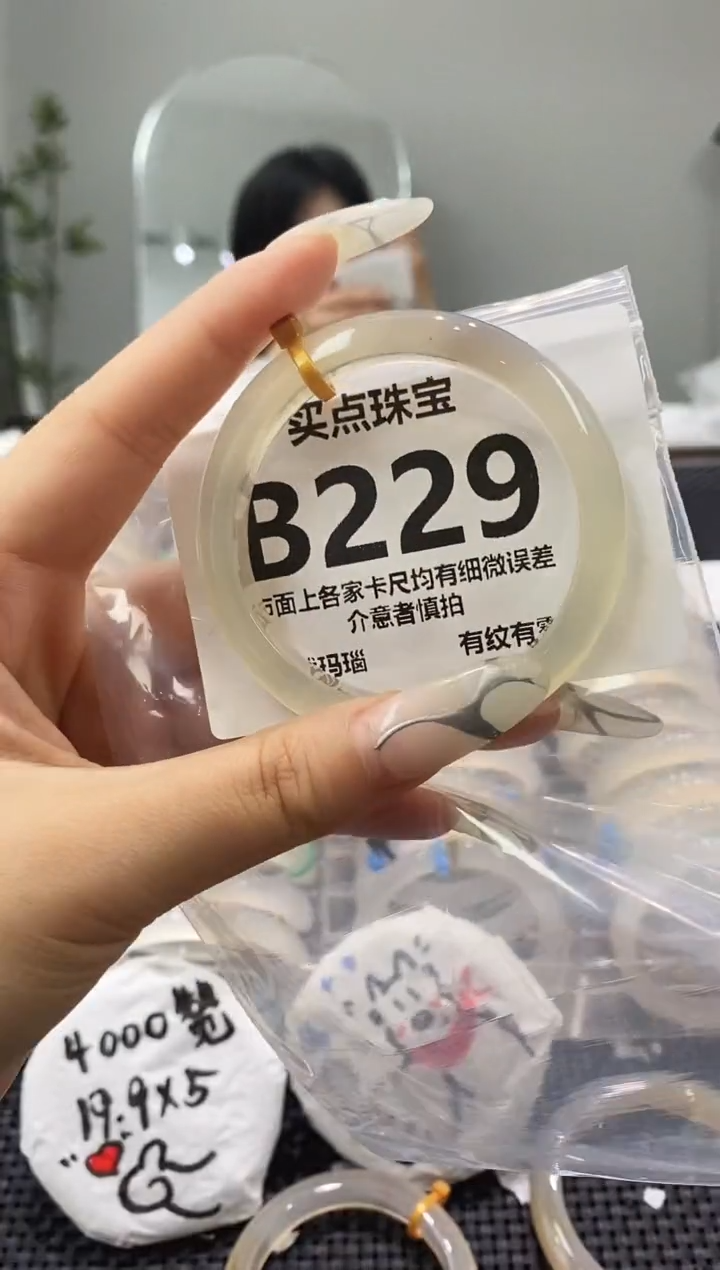 买点珠宝
B229
市面上各家卡尺均有细微误差
介意者慎拍
玛瑙
有纹有
4000赞
19.9X5